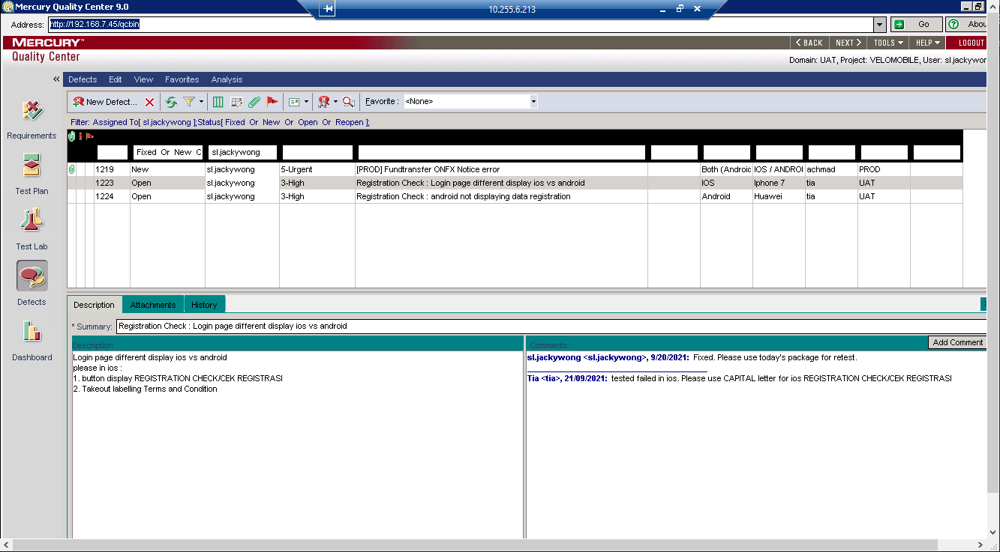 Mercury Quality Center 9.0
10.255.6.213
Address: http://192.168.7.45/qcbin
Go
Abou
MERCURY™
BACK NEXT TOOLS HELP LOGOUT
Quality Center
Domain: UAT, Project: VELOMOBILE, User: sl.jackywor
« Defects Edit View Favorites Analysis
New Defect... Favorite : <None>
Filter: Assigned To[ sl.jackywong ];Status[ Fixed Or New Or Open Or Reopen ];
Requirements
Test Plan
Test Lab
Defects
Dashboard
Fixed Or New C sl.jackywong
1219 New sl.jackywong 5-Urgent [PROD] Fundtransfer ONFX Notice error Both (Androic IOS / ANDROI achmad PROD
1223 Open sl.jackywong 3-High Registration Check : Login page different display ios vs android IOS Iphone 7 tia UAT
1224 Open sl.jackywong 3-High Registration Check : android not displaying data registration Android Huawei tia UAT
Description Attachments History
* Summary: Registration Check : Login page different display ios vs android
Description:
Login page different display ios vs android
please in ios :
1. button display REGISTRATION CHECK/CEK REGISTRASI
2. Takeout labelling Terms and Condition
Comments:
Add Comment
sl.jackywong <sl.jackywong>, 9/20/2021: Fixed. Please use today's package for retest.
Tia <tia>, 21/09/2021: tested failed in ios. Please use CAPITAL letter for ios REGISTRATION CHECK/CEK REGISTRASI